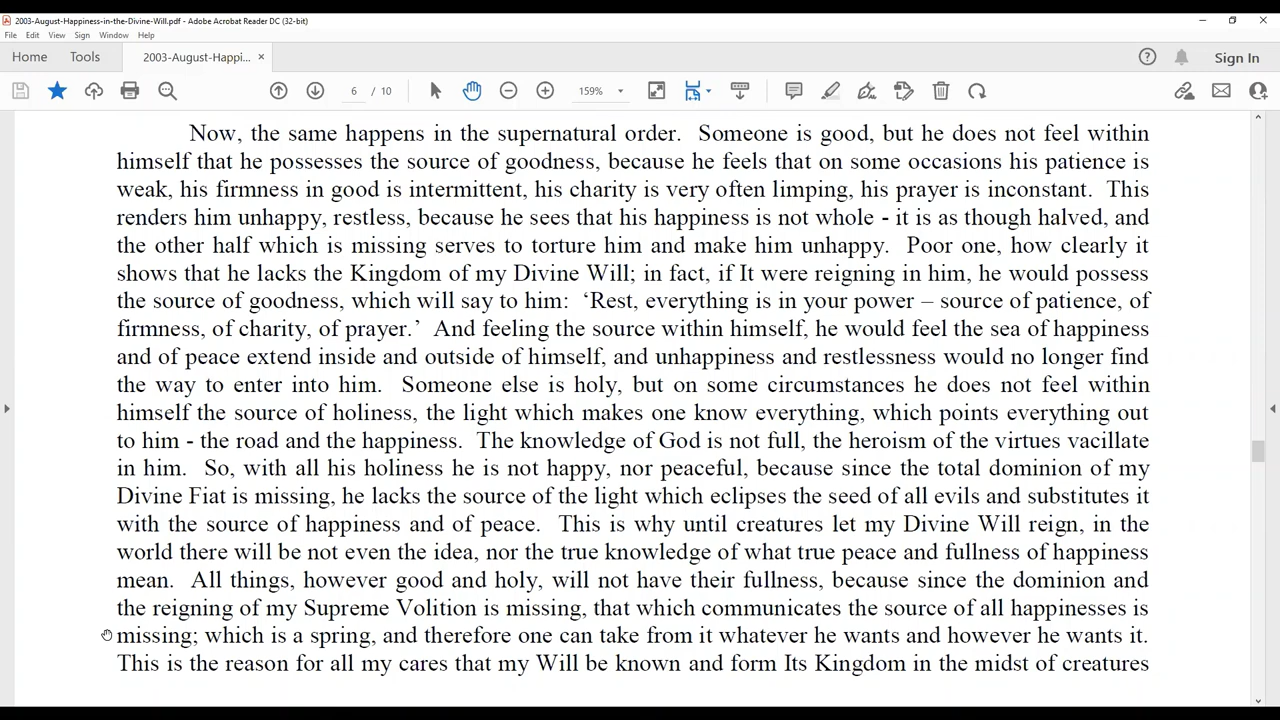 2003-August-Happiness-in-the-Divine-Will.pdf - Adobe Acrobat Reader DC (32-bit)
File Edit View Sign Window Help
Home Tools 2003-August-Happi... × Sign In
6 / 10 159%
Now, the same happens in the supernatural order. Someone is good, but he does not feel within
himself that he possesses the source of goodness, because he feels that on some occasions his patience is
weak, his firmness in good is intermittent, his charity is very often limping, his prayer is inconstant. This
renders him unhappy, restless, because he sees that his happiness is not whole - it is as though halved, and
the other half which is missing serves to torture him and make him unhappy. Poor one, how clearly it
shows that he lacks the Kingdom of my Divine Will; in fact, if It were reigning in him, he would possess
the source of goodness, which will say to him: ‘Rest, everything is in your power – source of patience, of
firmness, of charity, of prayer.’ And feeling the source within himself, he would feel the sea of happiness
and of peace extend inside and outside of himself, and unhappiness and restlessness would no longer find
the way to enter into him. Someone else is holy, but on some circumstances he does not feel within
himself the source of holiness, the light which makes one know everything, which points everything out
to him - the road and the happiness. The knowledge of God is not full, the heroism of the virtues vacillate
in him. So, with all his holiness he is not happy, nor peaceful, because since the total dominion of my
Divine Fiat is missing, he lacks the source of the light which eclipses the seed of all evils and substitutes it
with the source of happiness and of peace. This is why until creatures let my Divine Will reign, in the
world there will be not even the idea, nor the true knowledge of what true peace and fullness of happiness
mean. All things, however good and holy, will not have their fullness, because since the dominion and
the reigning of my Supreme Volition is missing, that which communicates the source of all happinesses is
missing; which is a spring, and therefore one can take from it whatever he wants and however he wants it.
This is the reason for all my cares that my Will be known and form Its Kingdom in the midst of creatures